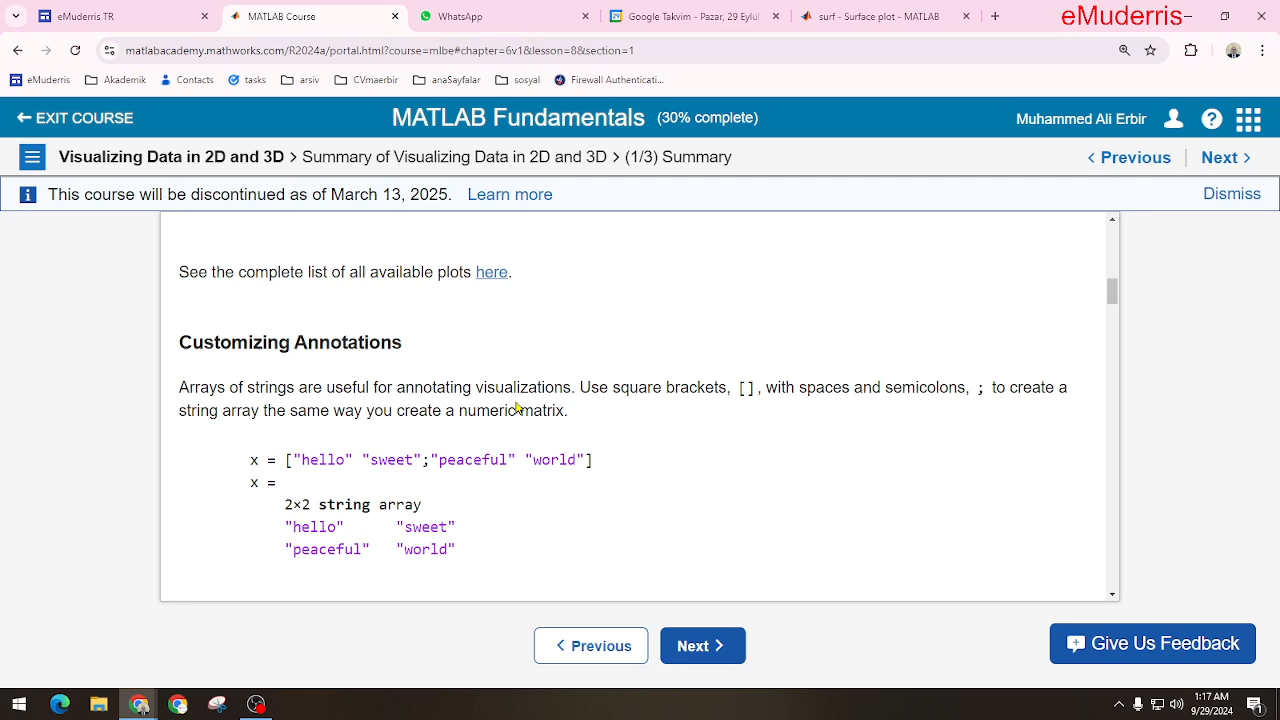 eMuderris TR
MATLAB Course
WhatsApp
Google Takvim - Pazar, 29 Eylül
surf - Surface plot - MATLAB
eMuderris
matlabacademy.mathworks.com/R2024a/portal.html?course=mlbe#chapter=6v1&lesson=8&section=1
eMuderris
Akademik
Contacts
tasks
arsiv
CVmaerbir
anaSayfalar
sosyal
Firewall Authenticati...
EXIT COURSE
MATLAB Fundamentals (30% complete)
Muhammed Ali Erbir
Visualizing Data in 2D and 3D > Summary of Visualizing Data in 2D and 3D > (1/3) Summary
< Previous
Next >
This course will be discontinued as of March 13, 2025. Learn more
Dismiss
See the complete list of all available plots here.
Customizing Annotations
Arrays of strings are useful for annotating visualizations. Use square brackets, [], with spaces and semicolons, ; to create a
string array the same way you create a numeric matrix.
x = ["hello" "sweet";"peaceful" "world"]
x =
2×2 string array
"hello" "sweet"
"peaceful" "world"
< Previous
Next >
Give Us Feedback
1:17 AM
9/29/2024